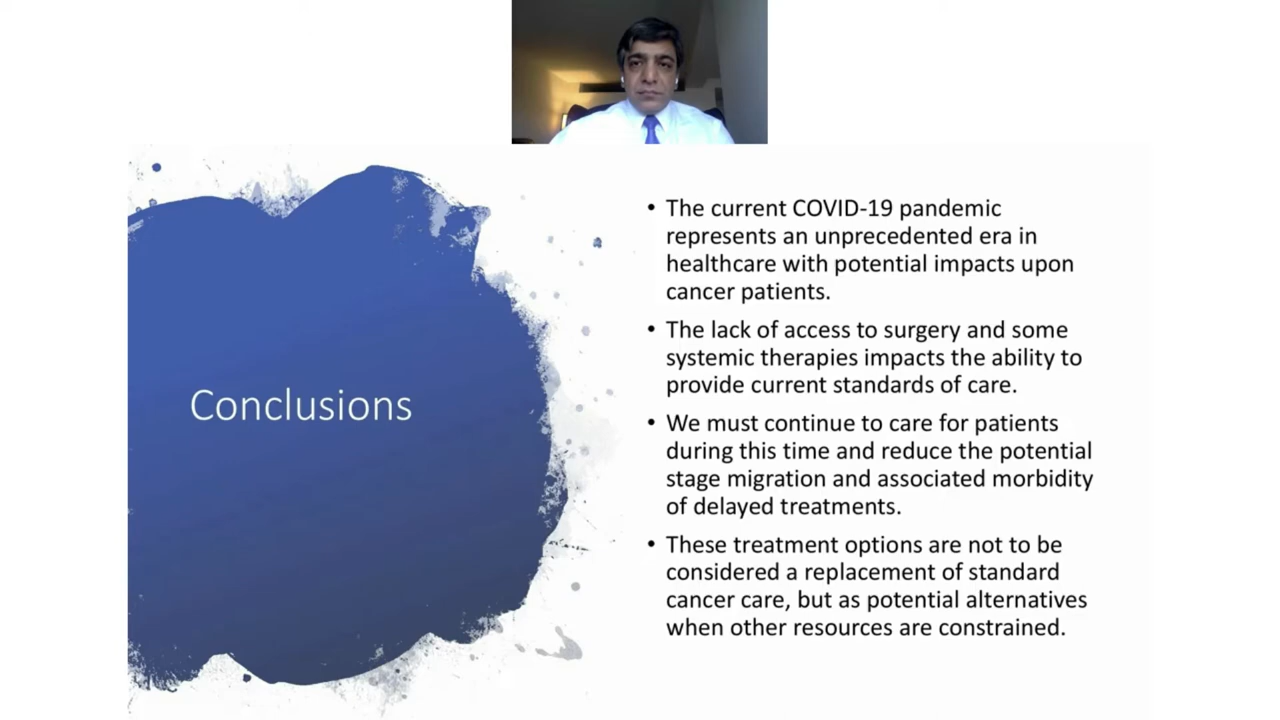 Conclusions
• The current COVID-19 pandemic
represents an unprecedented era in
healthcare with potential impacts upon
cancer patients.
• The lack of access to surgery and some
systemic therapies impacts the ability to
provide current standards of care.
• We must continue to care for patients
during this time and reduce the potential
stage migration and associated morbidity
of delayed treatments.
• These treatment options are not to be
considered a replacement of standard
cancer care, but as potential alternatives
when other resources are constrained.